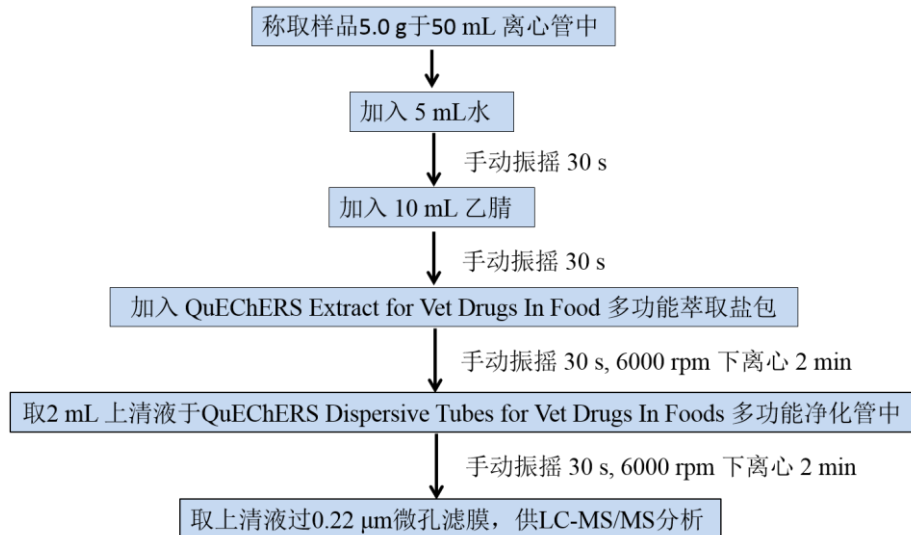 称取样品5.0 g于50 mL 离心管中
加入 5 mL水
手动振摇 30 s
加入 10 mL 乙腈
手动振摇 30 s
加入 QuEChERS Extract for Vet Drugs In Food 多功能萃取盐包
手动振摇 30 s, 6000 rpm 下离心 2 min
取2 mL 上清液于QuEChERS Dispersive Tubes for Vet Drugs In Foods 多功能净化管中
手动振摇 30 s, 6000 rpm 下离心 2 min
取上清液过0.22 μm微孔滤膜，供LC-MS/MS分析